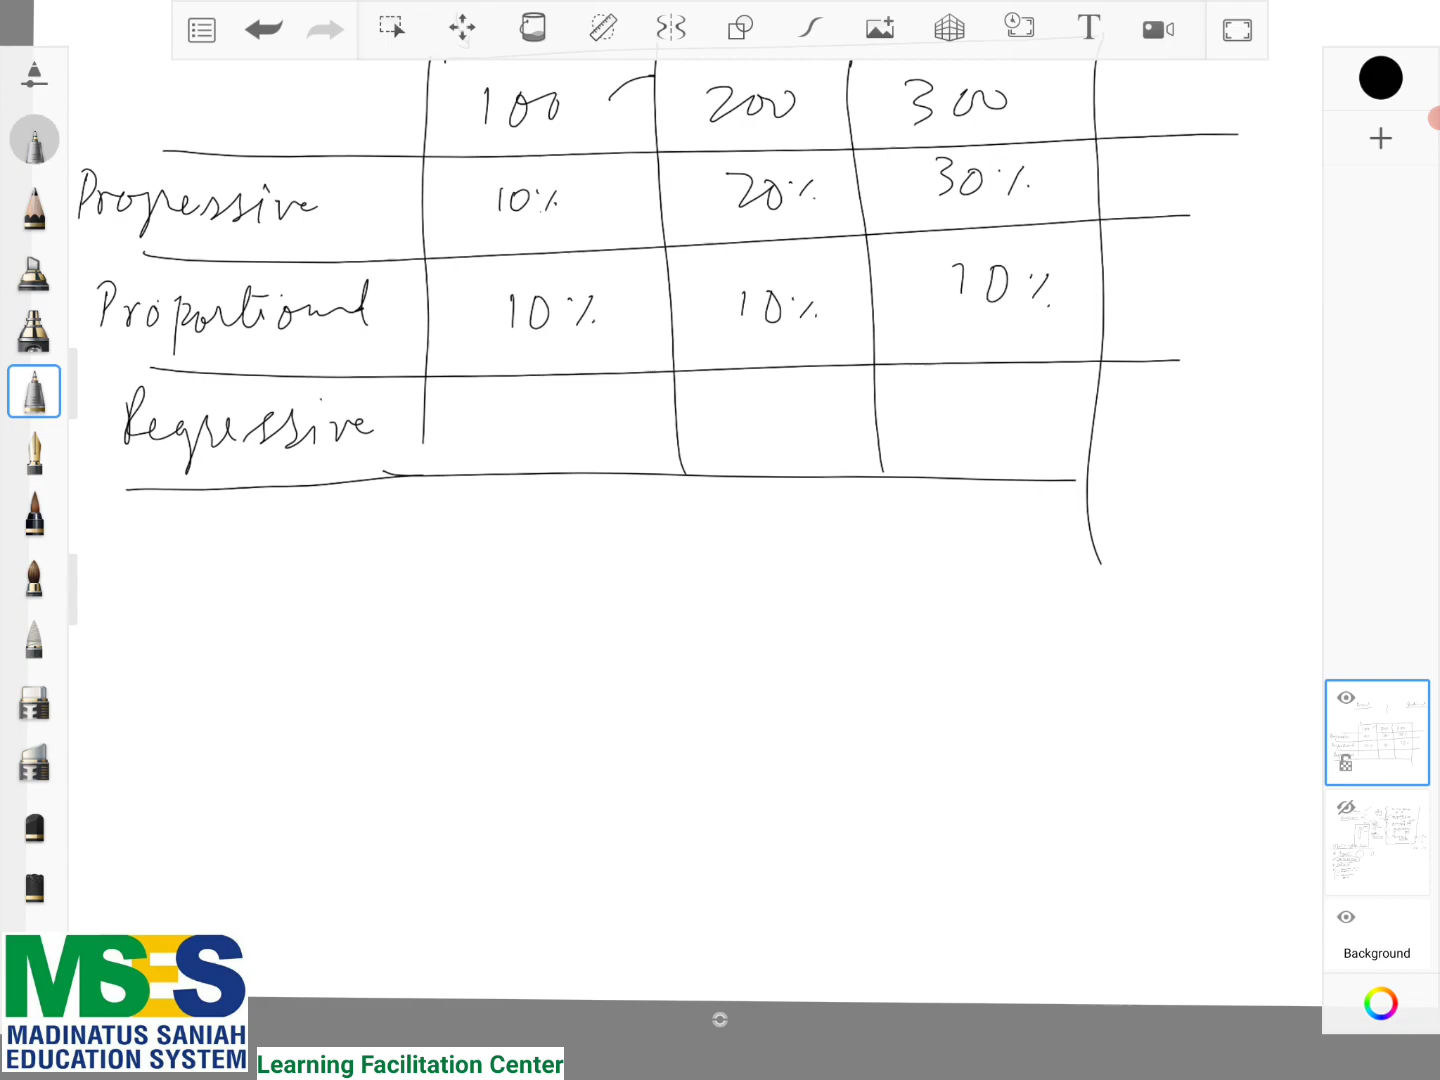 100 200 300
Progressive 10% 20% 30%
Proportional 10% 10% 10%
Regressive
Background
MSES
MADINATUS SANIAH
EDUCATION SYSTEM
Learning Facilitation Center